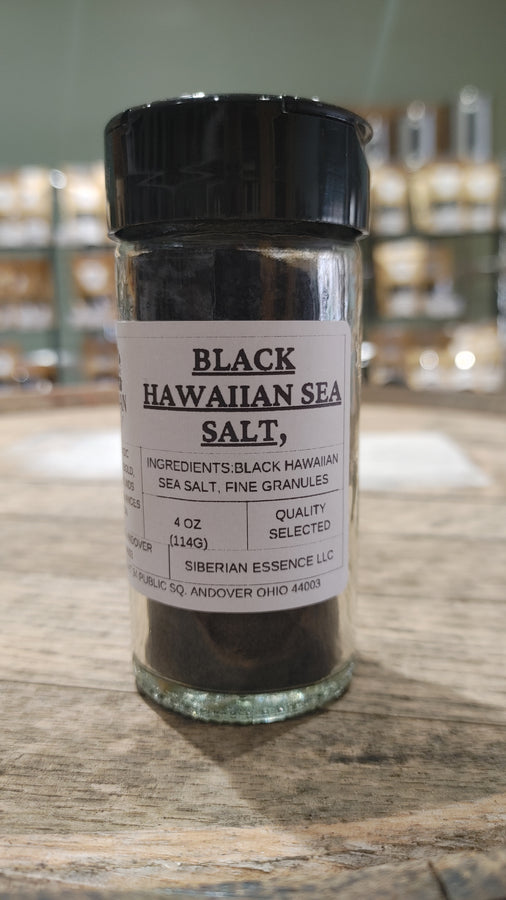 BLACK
HAWAIIAN SEA
SALT,
INGREDIENTS:BLACK HAWAIIAN
SEA SALT, FINE GRANULES
4 OZ
(114G)
QUALITY
SELECTED
SIBERIAN ESSENCE LLC
PUBLIC SQ. ANDOVER OHIO 44003